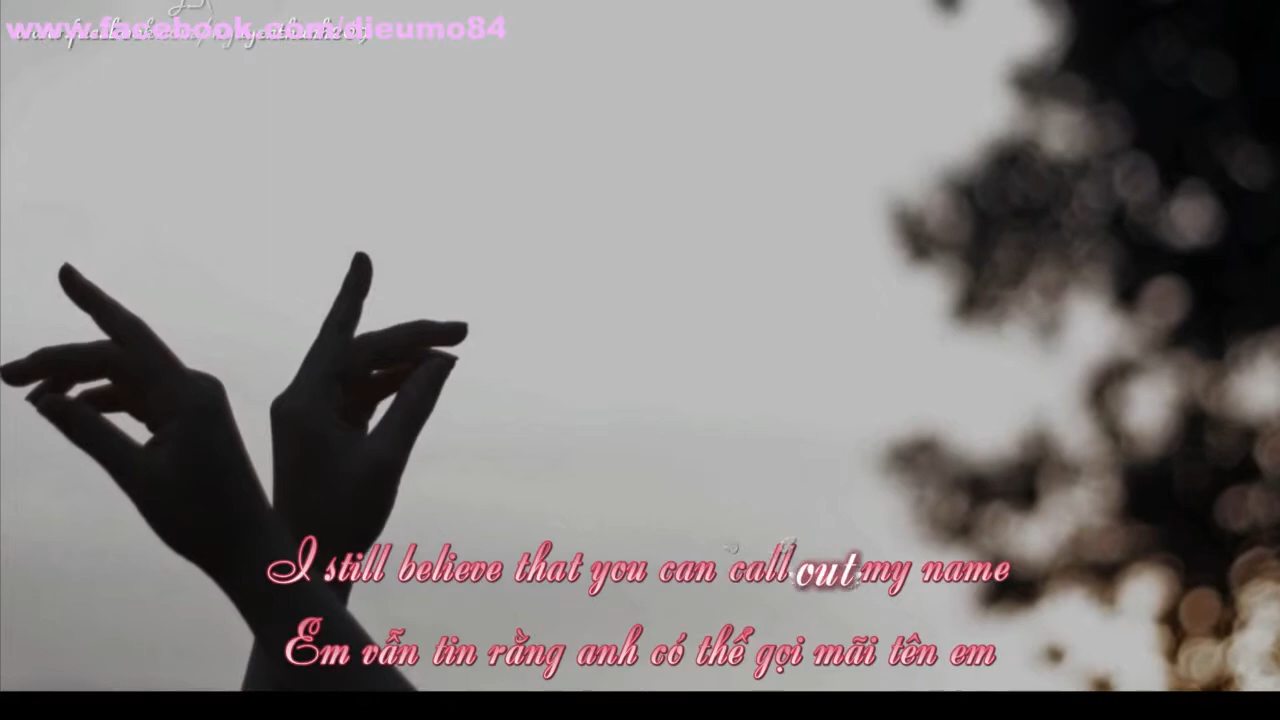 www.fasebook.com/dieumo84
I still believe that you can call out my name
Em vẫn tin rằng anh có thể gọi mãi tên em